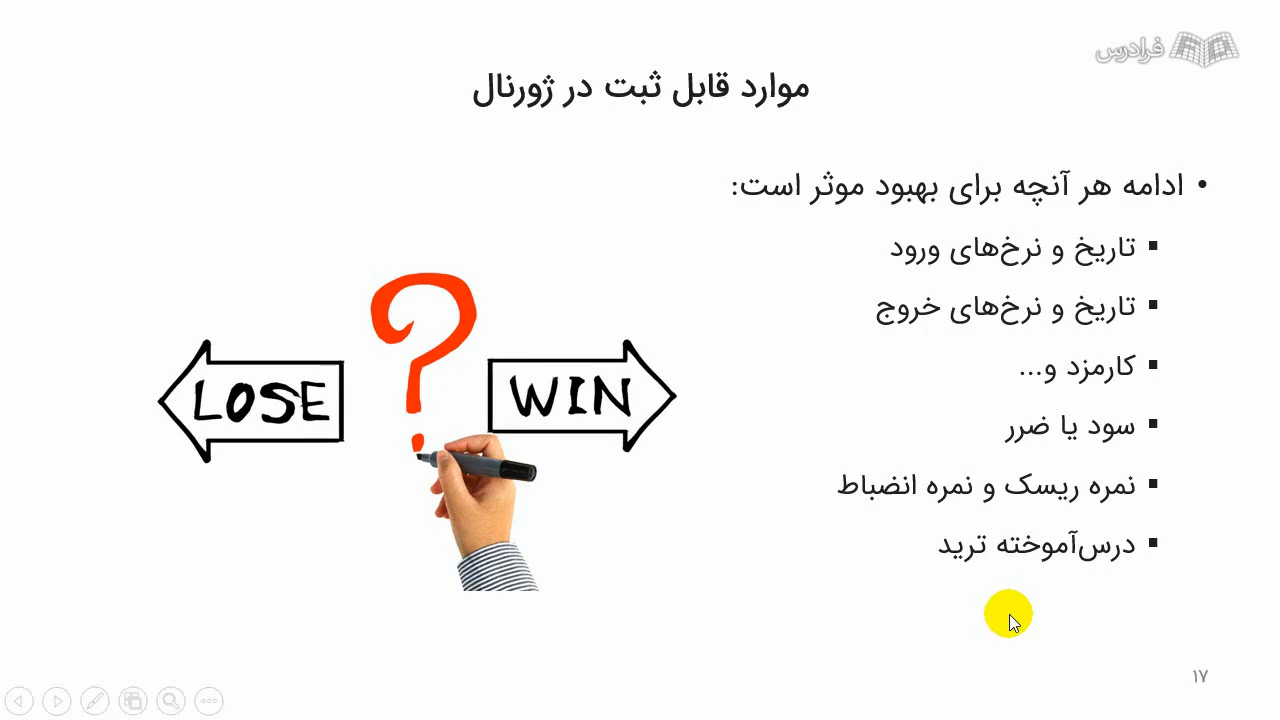 فرادرس
موارد قابل ثبت در ژورنال
• ادامه هر آنچه برای بهبود موثر است:
▪ تاریخ و نرخ‌های ورود
▪ تاریخ و نرخ‌های خروج
▪ کارمزد و...
▪ سود یا ضرر
▪ نمره ریسک و نمره انضباط
▪ درس‌آموخته ترید
LOSE
?
WIN
۱۷